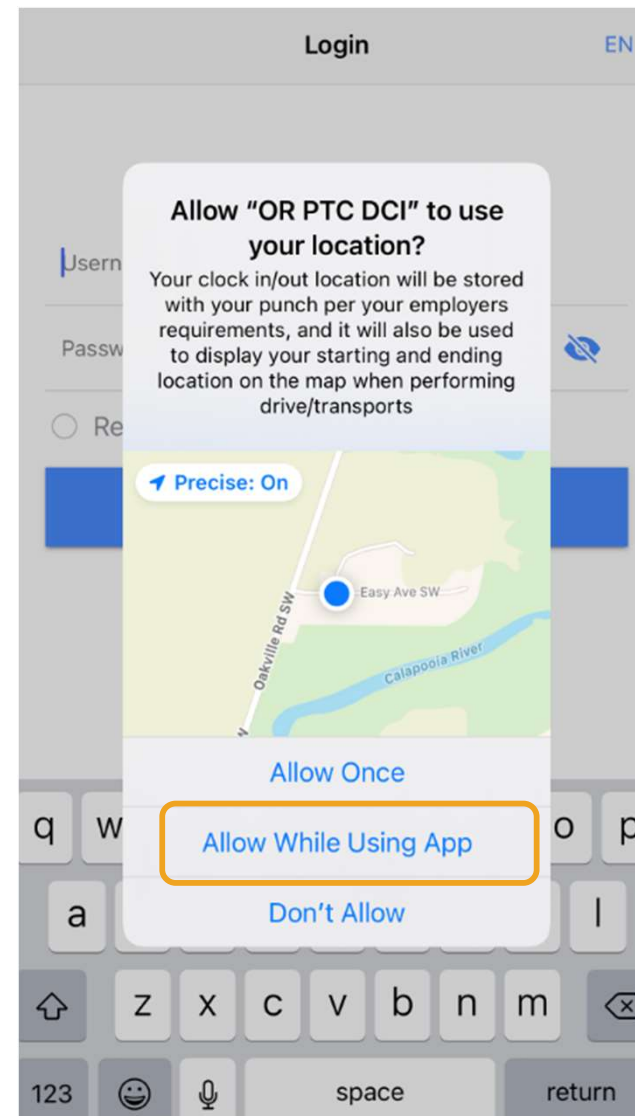 Login
EN
Allow “OR PTC DCI” to use
your location?
Usern
Your clock in/out location will be stored
with your punch per your employers
requirements, and it will also be used
Passw
to display your starting and ending
location on the map when performing
drive/transports
Re
Precise: On
Easy Ave SW
Oakville Rd SW
Calapooia River
W
Allow Once
q w o p
Allow While Using App
a l
Don’t Allow
z x c v b n m
123 space return